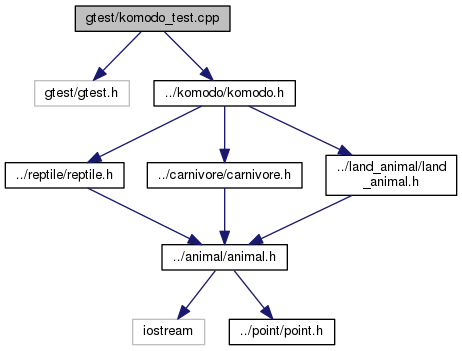 gtest/komodo_test.cpp
gtest/gtest.h
../komodo/komodo.h
../reptile/reptile.h
../carnivore/carnivore.h
../land_animal/land
_animal.h
../animal/animal.h
iostream
../point/point.h